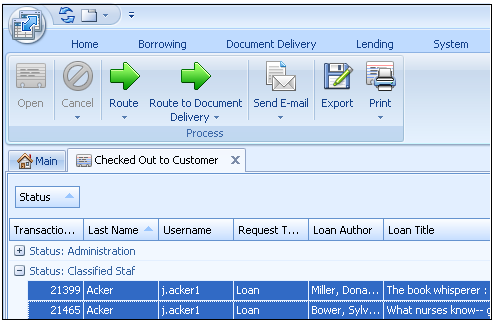 Home Borrowing Document Delivery Lending System
Open Cancel Route Route to Document Delivery Send E-mail Export Print
Process
Main Checked Out to Customer X
Status
Transactio... Last Name Username Request T... Loan Author Loan Title
Status: Administration
Status: Classified Staf
21399 Acker j.acker1 Loan Miller, Dona... The book whisperer :
21465 Acker j.acker1 Loan Bower, Sylv... What nurses know--